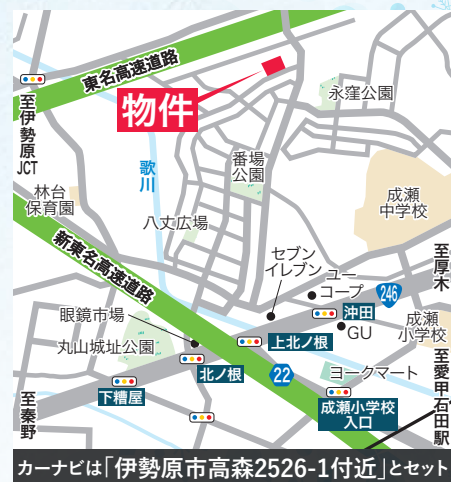 東名高速道路
物件
永窪公園
至伊勢原JCT
歌川
番場
公園
林台
保育園
八丈広場
成瀬
中学校
新東名高速道路
セブン
イレブン
ユー
コープ
246
至厚木
沖田
眼鏡市場
GU
成瀬
小学校
上北ノ根
丸山城址公園
北ノ根
22
ヨークマート
至愛甲石田駅
下糟屋
成瀬小学校
入口
至秦野
カーナビは「伊勢原市高森2526-1付近」とセット